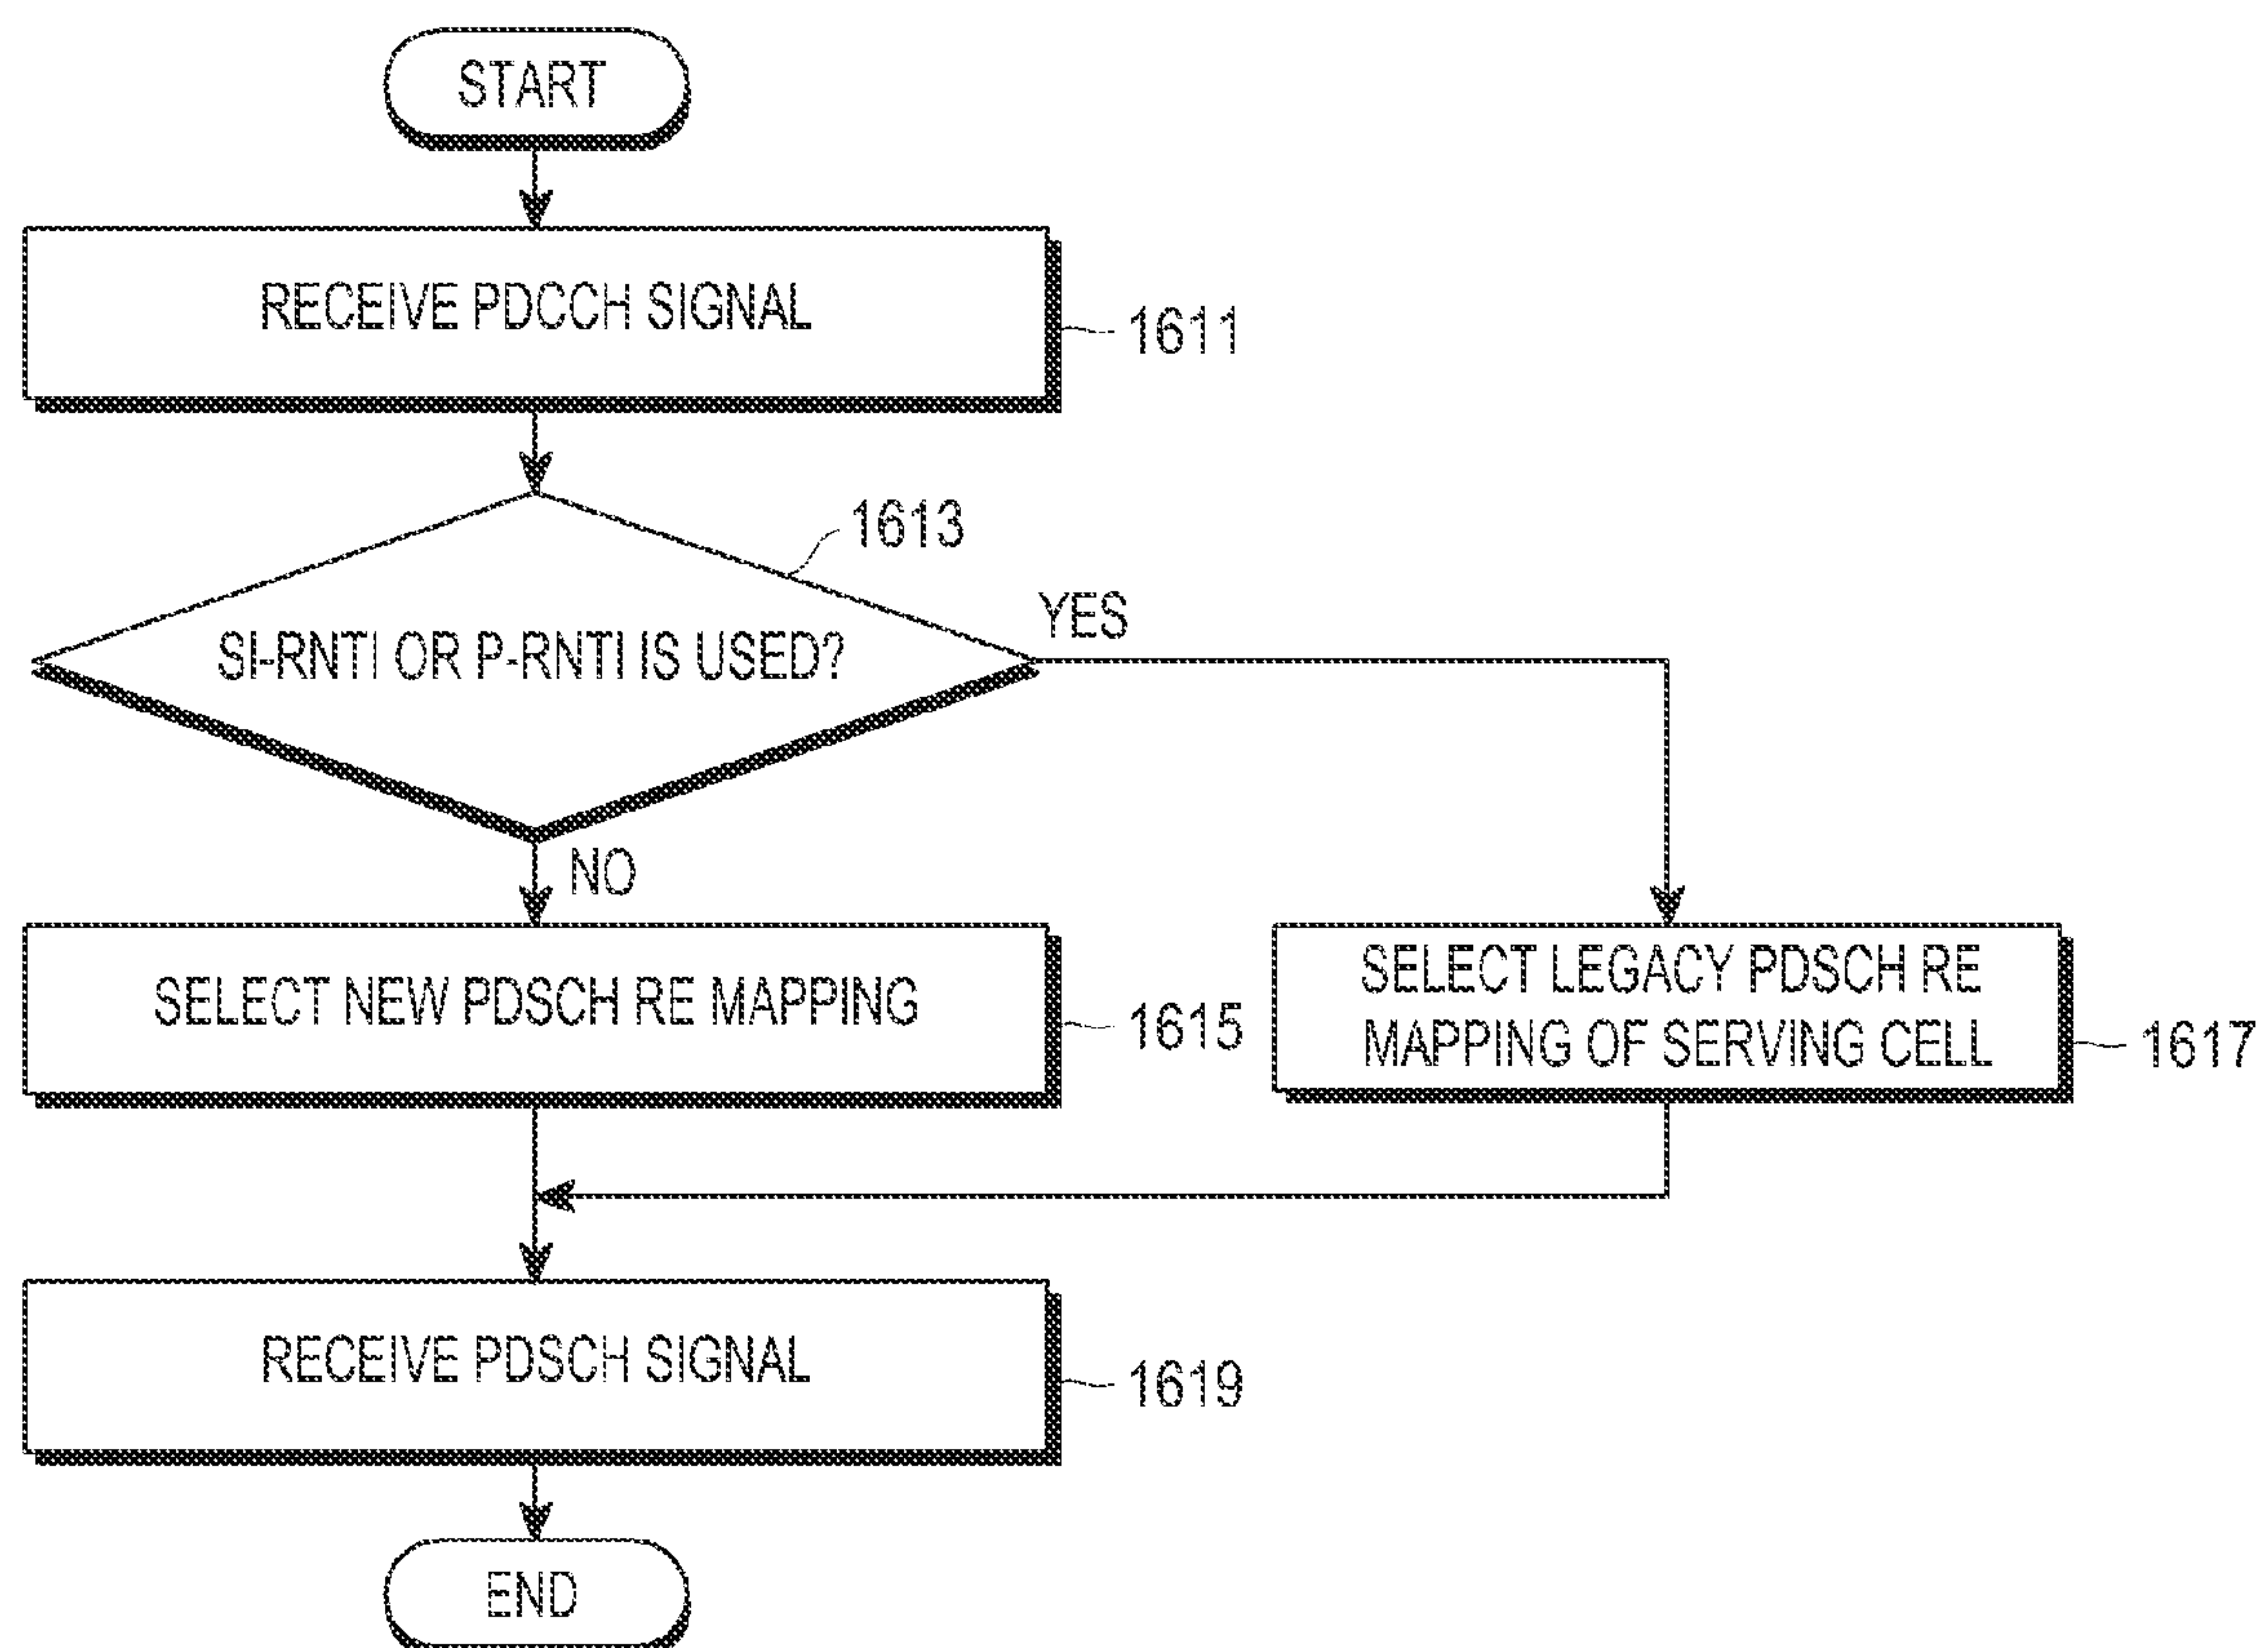 START
RECEIVE PDCCH SIGNAL
1611
1613
SI-RNTI OR P-RNTI IS USED?
YES
NO
SELECT NEW PDSCH RE MAPPING
1615
SELECT LEGACY PDSCH RE
MAPPING OF SERVING CELL
1617
RECEIVE PDSCH SIGNAL
1619
END